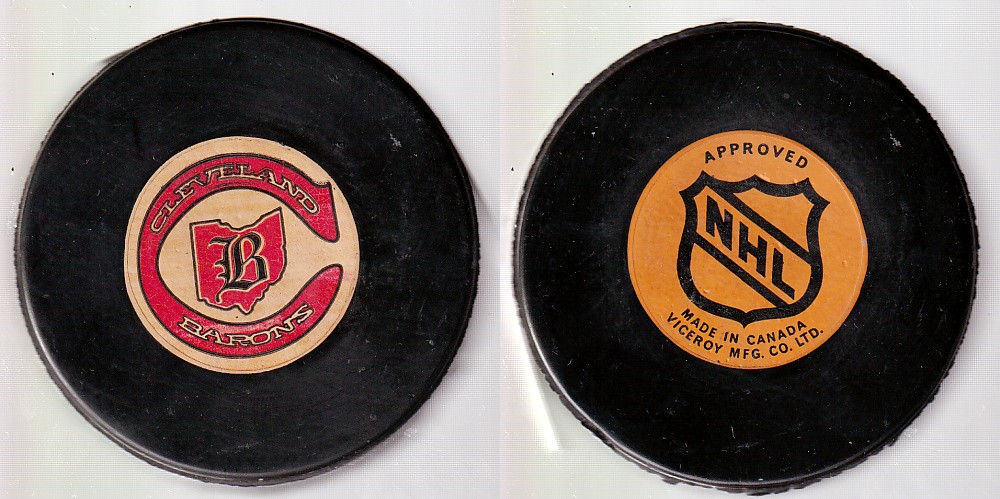 CLEVELAND
B
BARONS
APPROVED
NHL
MADE IN CANADA
VICEROY MFG. CO. LTD.